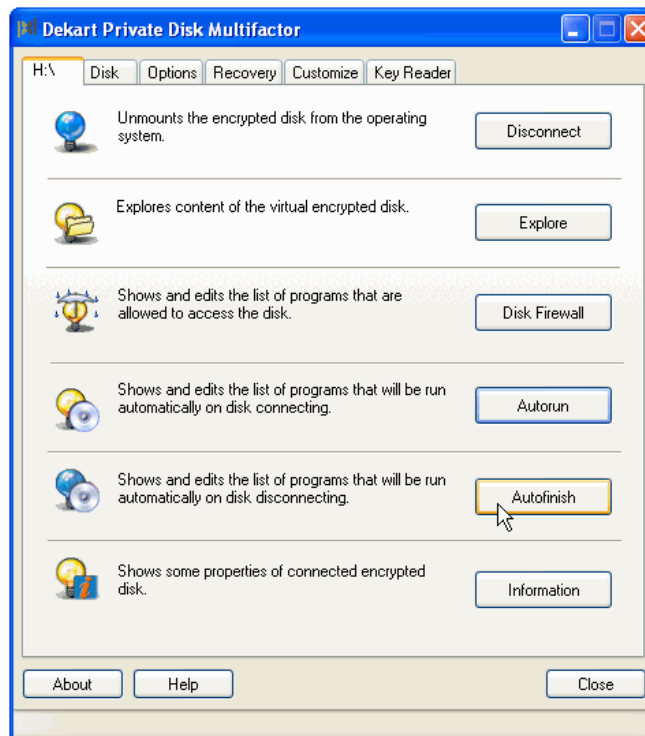 Dekart Private Disk Multifactor
H:\ Disk Options Recovery Customize Key Reader
Unmounts the encrypted disk from the operating
system.
Disconnect
Explores content of the virtual encrypted disk.
Explore
Shows and edits the list of programs that are
allowed to access the disk.
Disk Firewall
Shows and edits the list of programs that will be run
automatically on disk connecting.
Autorun
Shows and edits the list of programs that will be run
automatically on disk disconnecting.
Autofinish
Shows some properties of connected encrypted
disk.
Information
About Help Close